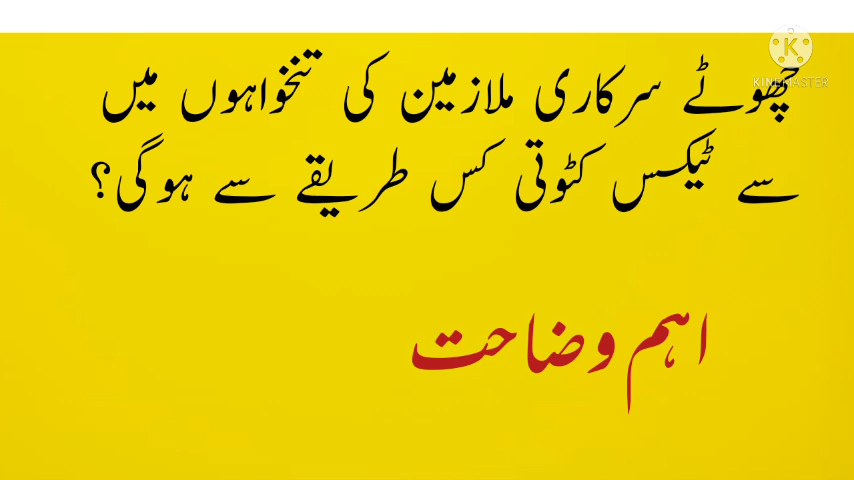 KINEMASTER
چھوٹے سرکاری ملازمین کی تنخواہوں میں
سے ٹیکس کٹوتی کس طریقے سے ہوگی؟
اہم وضاحت